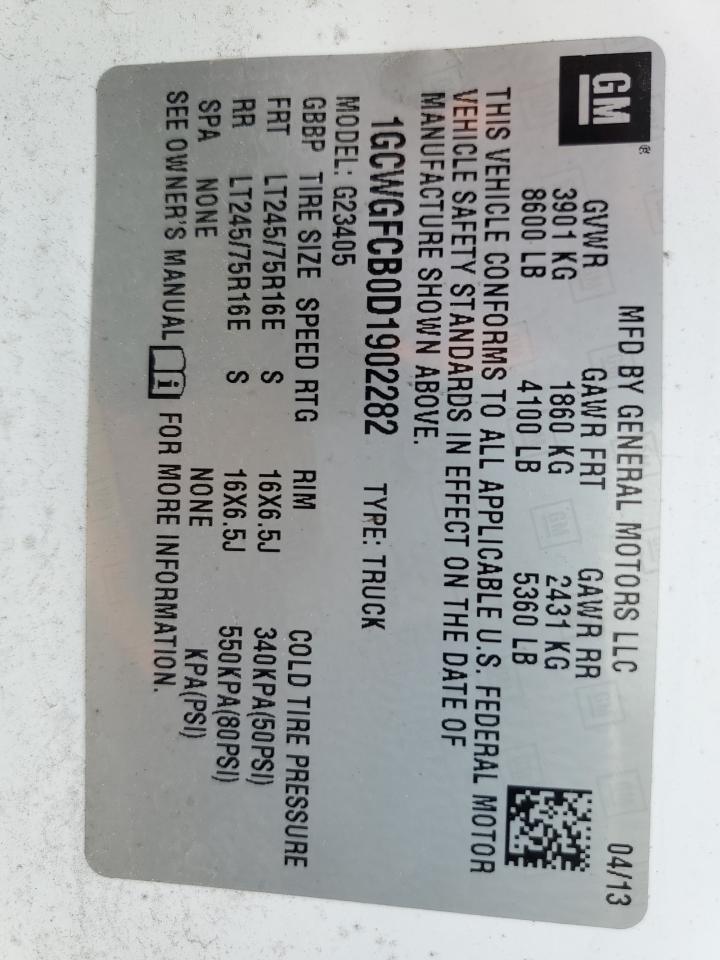 GM®
MFD BY GENERAL MOTORS LLC 04/13
GVWR GAWR FRT GAWR RR
3901 KG 1860 KG 2431 KG
8600 LB 4100 LB 5360 LB
THIS VEHICLE CONFORMS TO ALL APPLICABLE U.S. FEDERAL MOTOR
VEHICLE SAFETY STANDARDS IN EFFECT ON THE DATE OF
MANUFACTURE SHOWN ABOVE.
1GCWGFCB0D1902282 TYPE: TRUCK
MODEL: G23405
GBBP TIRE SIZE SPEED RTG RIM COLD TIRE PRESSURE
FRT LT245/75R16E S 16X6.5J 340KPA(50PSI)
RR LT245/75R16E S 16X6.5J 550KPA(80PSI)
SPA NONE NONE KPA(PSI)
SEE OWNER'S MANUAL i FOR MORE INFORMATION.